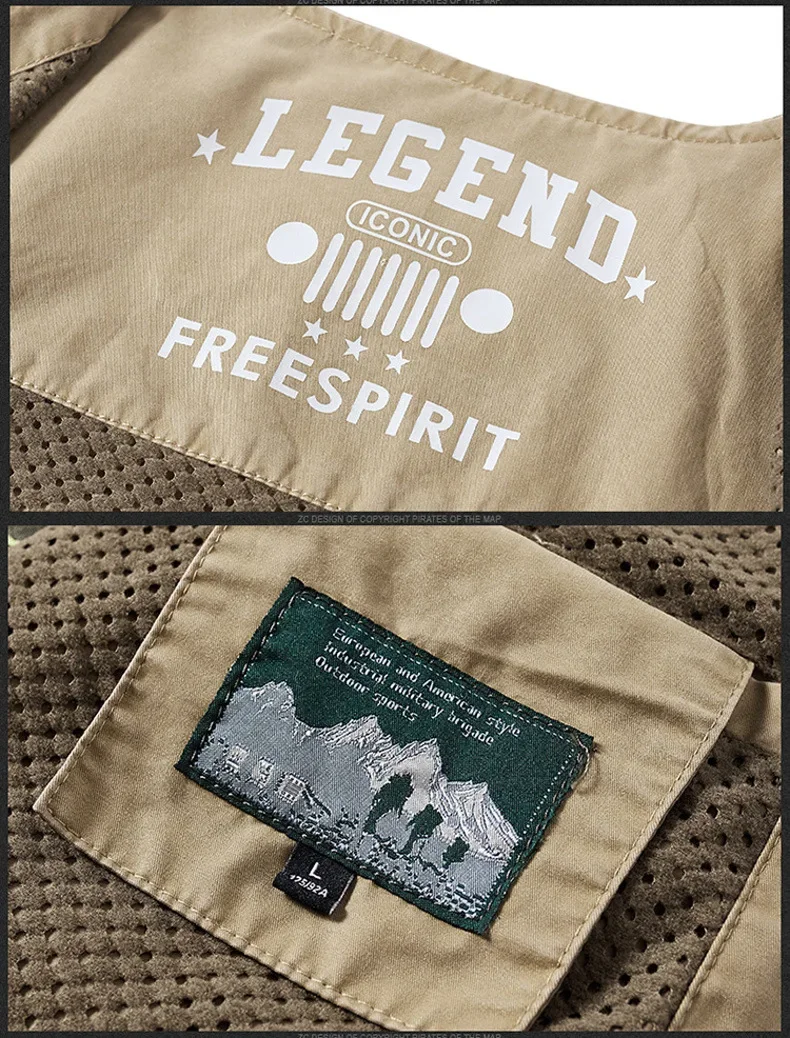 ZC DESIGN OF COPYRIGHT PIRATES OF THE MAP
LEGEND
ICONIC
FREESPIRIT
ZC DESIGN OF COPYRIGHT PIRATES OF THE MAP
European and American style
industrial military brigade
Outdoor sports
L
175/92A
ZC DESIGN OF COPYRIGHT PIRATES OF THE MAP